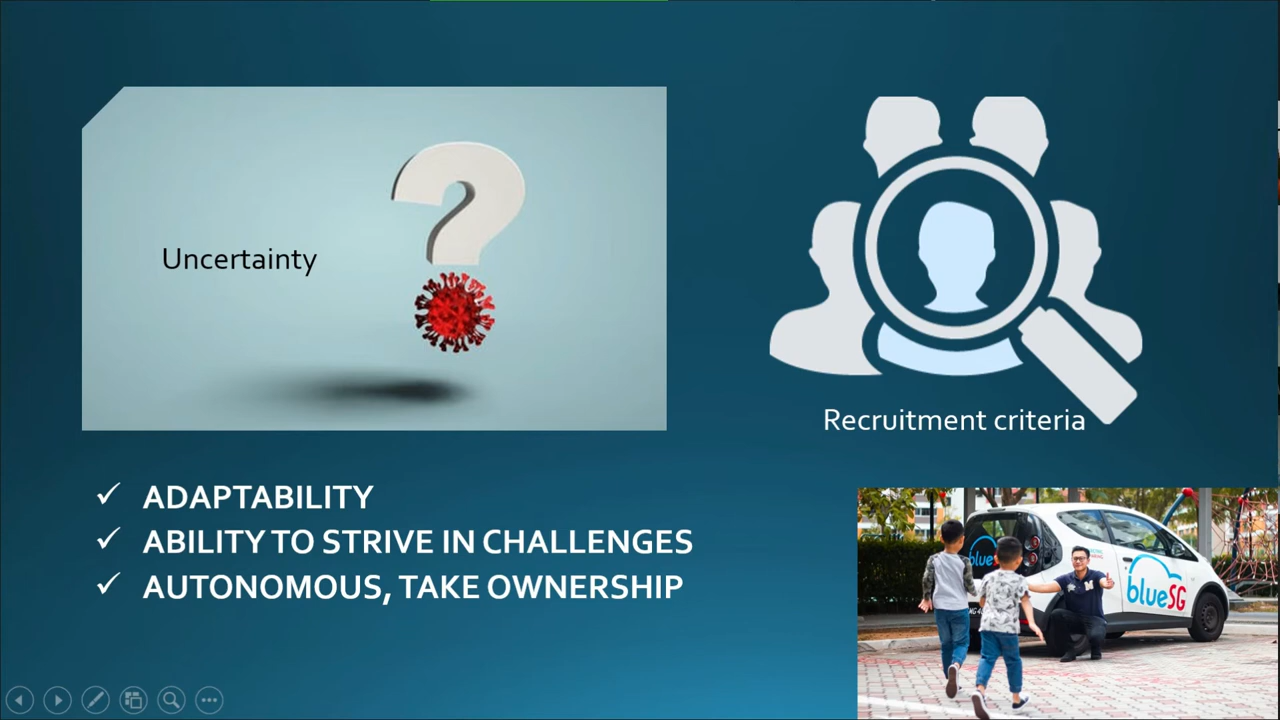 Uncertainty
Recruitment criteria
✓ ADAPTABILITY
✓ ABILITY TO STRIVE IN CHALLENGES
✓ AUTONOMOUS, TAKE OWNERSHIP
blueSG